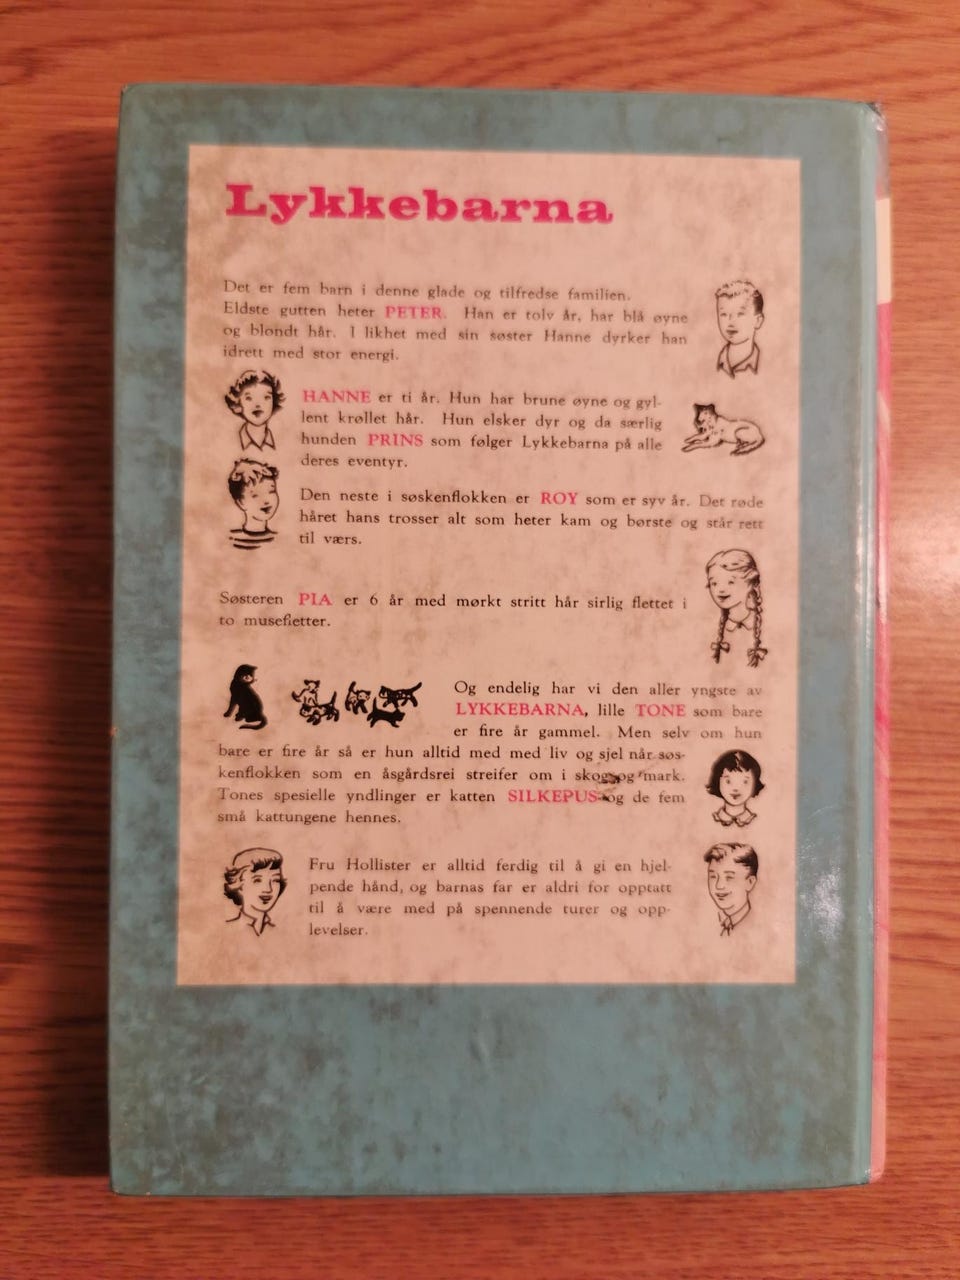 Lykkebarna
Det er fem barn i denne glade og tilfredse familien.
Eldste gutten heter PETER. Han er tolv år, har blå øyne
og blondt hår. I likhet med sin søster Hanne dyrker han
idrett med stor energi.
HANNE er ti år. Hun har brune øyne og gyl-
lent krøllet hår. Hun elsker dyr og da særlig
hunden PRINS som følger Lykkebarna på alle
deres eventyr.
Den neste i søskenflokken er ROY som er syv år. Det røde
håret hans trosser alt som heter kam og børste og står rett
til værs.
Søsteren PIA er 6 år med mørkt stritt hår sirlig flettet i
to musefletter.
Og endelig har vi den aller yngste av
LYKKEBARNA, lille TONE som bare
er fire år gammel. Men selv om hun
bare er fire år så er hun alltid med med liv og sjel når søs-
kenflokken som en åsgårdsrei streifer om i skog og mark.
Tones spesielle yndlinger er katten SILKEPUS og de fem
små kattungene hennes.
Fru Hollister er alltid ferdig til å gi en hjel-
pende hånd, og barnas far er aldri for opptatt
til å være med på spennende turer og opp-
levelser.